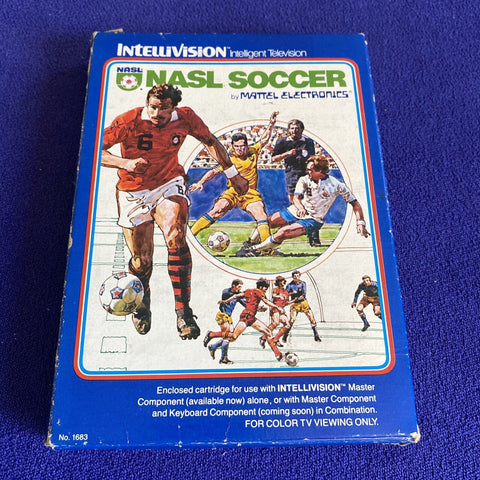 INTELLIVISION™ Intelligent Television
NASL
NASL SOCCER
by MATTEL ELECTRONICS®
6
Enclosed cartridge for use with INTELLIVISION™ Master
Component (available now) alone, or with Master Component
and Keyboard Component (coming soon) in Combination.
FOR COLOR TV VIEWING ONLY.
No. 1683